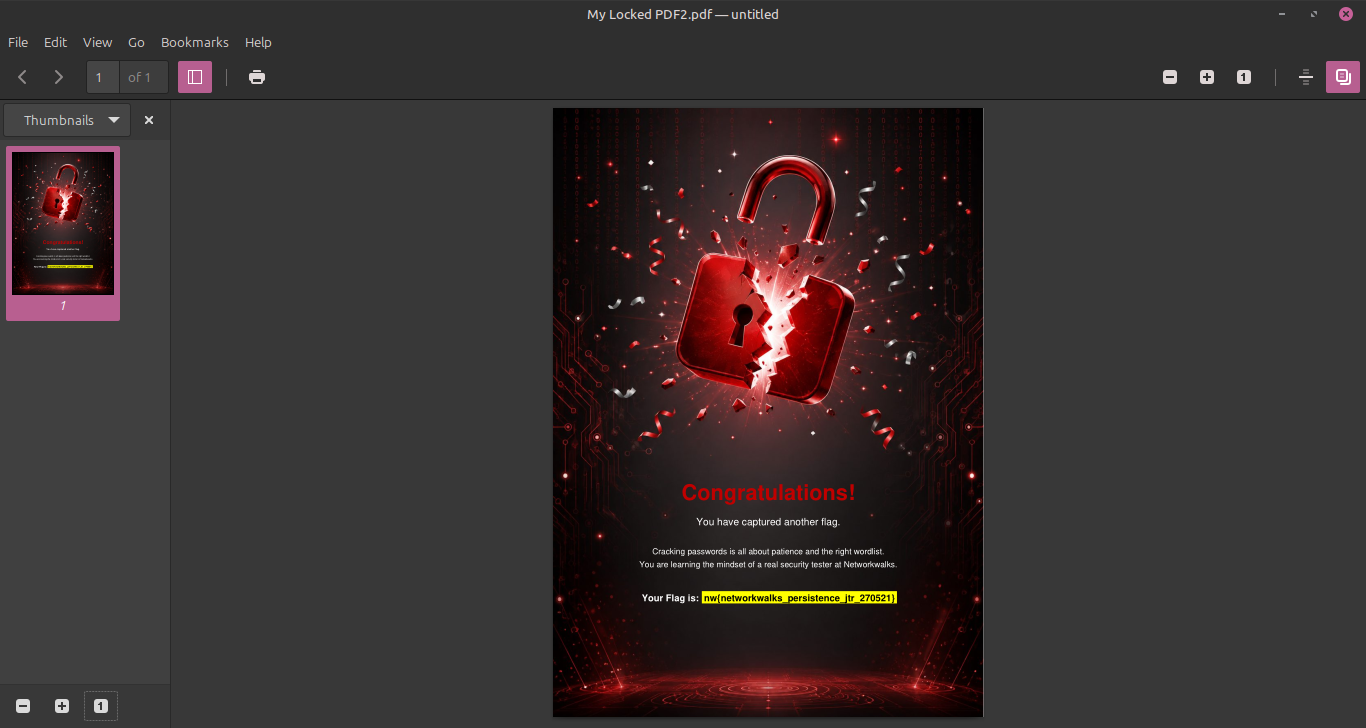 My Locked PDF2.pdf — untitled
File Edit View Go Bookmarks Help
1 of 1 1
Thumbnails
1
Congratulations!
You have captured another flag.
Cracking passwords is all about patience and the right wordlist.
You are learning the mindset of a real security tester at Networkwalks.
Your Flag is: nw{networkwalks_persistence_jtr_270521}
1